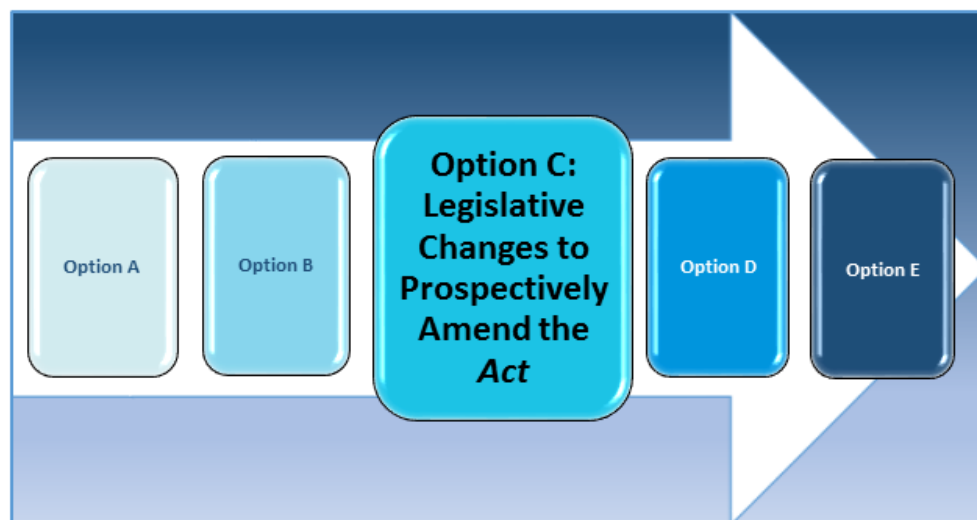 Option A
Option B
Option C:
Legislative
Changes to
Prospectively
Amend the
Act
Option D
Option E